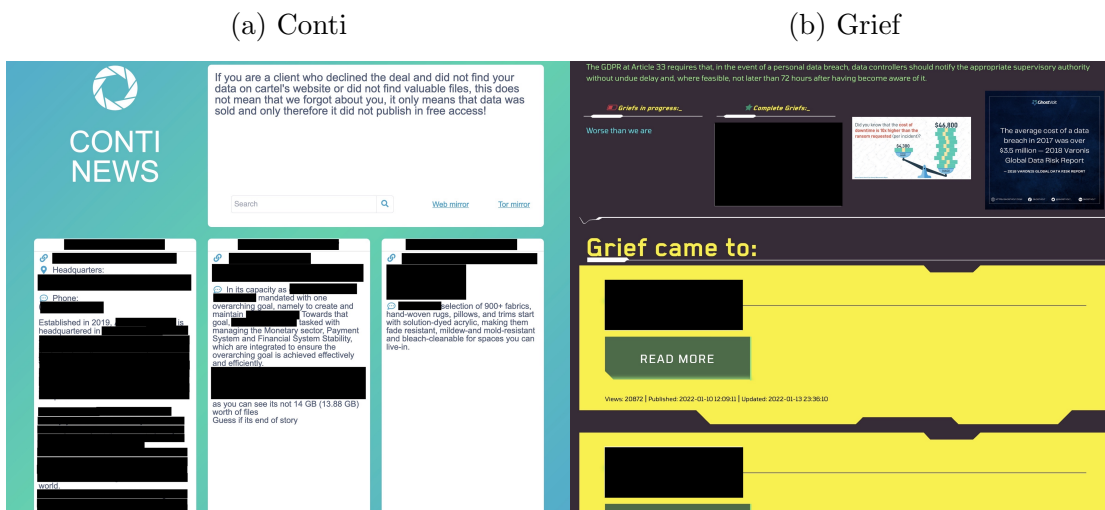 (a) Conti
(b) Grief
CONTI
NEWS
If you are a client who declined the deal and did not find your
data on cartel's website or did not find valuable files, this does
not mean that we forgot about you, it only means that data was
sold and only therefore it did not publish in free access!
Search
Web mirror
Tor mirror
Headquarters:
Phone:
Established in 2019, is
headquartered in
world.
In its capacity as
mandated with one
overarching goal, namely to create and
maintain Towards that
goal, tasked with
managing the Monetary sector, Payment
System and Financial System Stability,
which are integrated to ensure the
overarching goal is achieved effectively
and efficiently.
as you can see its not 14 GB (13.88 GB)
worth of files
Guess if its end of story
selection of 900+ fabrics,
hand-woven rugs, pillows, and trims start
with solution-dyed acrylic, making them
fade resistant, mildew-and mold-resistant
and bleach-cleanable for spaces you can
live-in.
The GDPR at Article 33 requires that, in the event of a personal data breach, data controllers should notify the appropriate supervisory authority
without undue delay and, where feasible, not later than 72 hours after having become aware of it.
Griefs in progress:_
Worse than we are
Complete Griefs:_
Did you know that the cost of
downtime is 10x higher than the
ransom requested (per incident)?
$46,800
$4,300
The average cost of a data
breach in 2017 was over
$3.5 million – 2018 Varonis
Global Data Risk Report
— 2018 VARONIS GLOBAL DATA RISK REPORT
Grief came to:
READ MORE
Views: 20872 | Published: 2022-01-10 12:09:11 | Updated: 2022-01-13 23:36:10